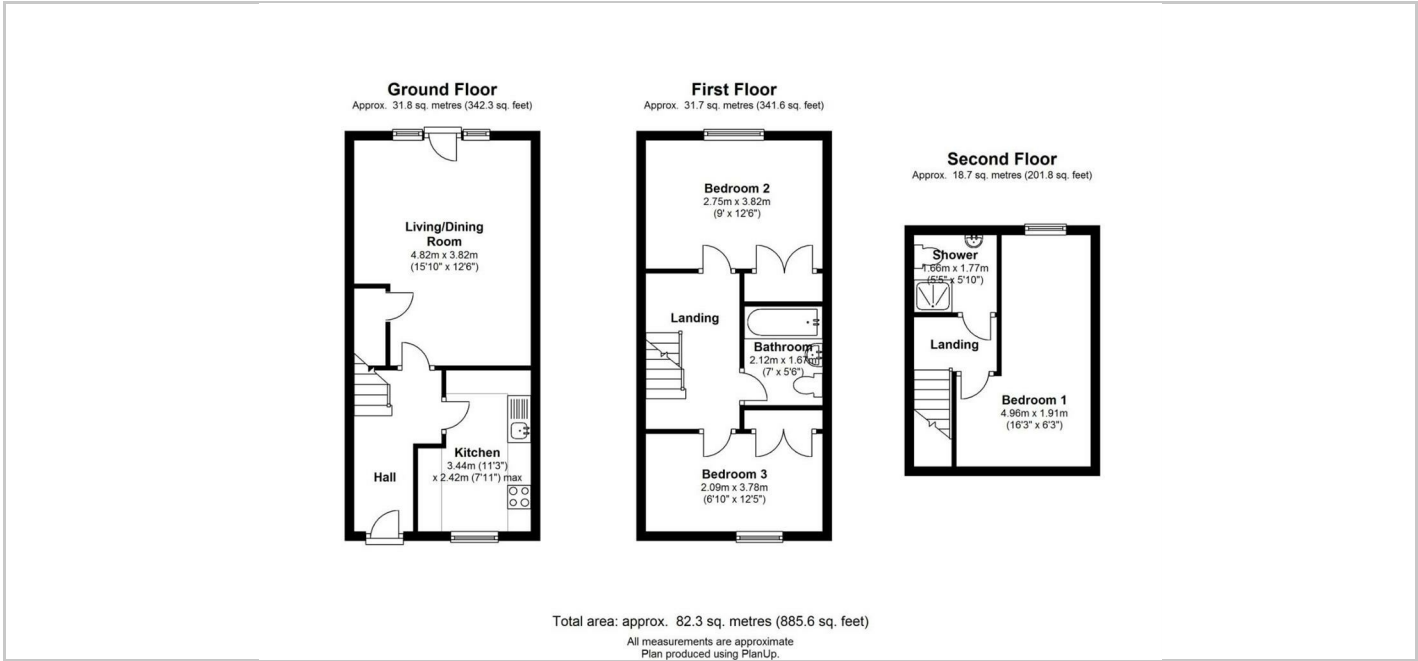 Ground Floor
Approx. 31.8 sq. metres (342.3 sq. feet)
Living/Dining
Room
4.82m x 3.82m
(15'10" x 12'6")
Kitchen
3.44m (11'3")
x 2.42m (7'11") max
Hall
First Floor
Approx. 31.7 sq. metres (341.6 sq. feet)
Bedroom 2
2.75m x 3.82m
(9' x 12'6")
Landing
Bathroom
2.12m x 1.67m
(7' x 5'6")
Bedroom 3
2.09m x 3.78m
(6'10" x 12'5")
Second Floor
Approx. 18.7 sq. metres (201.8 sq. feet)
Shower
1.66m x 1.77m
(5'5" x 5'10")
Landing
Bedroom 1
4.96m x 1.91m
(16'3" x 6'3")
Total area: approx. 82.3 sq. metres (885.6 sq. feet)
All measurements are approximate
Plan produced using PlanUp.